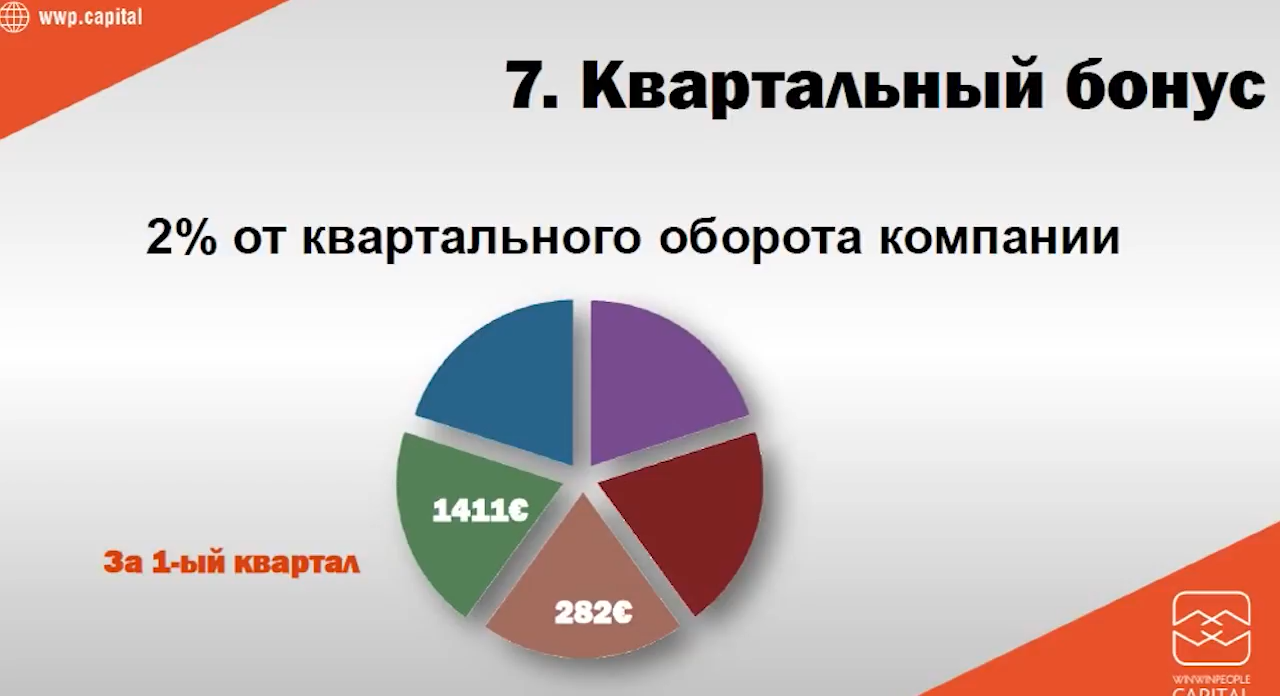 wwp.capital
7. Квартальный бонус
2% от квартального оборота компании
1411€
За 1-ый квартал
282€
WINWINPEOPLE
CAPITAL